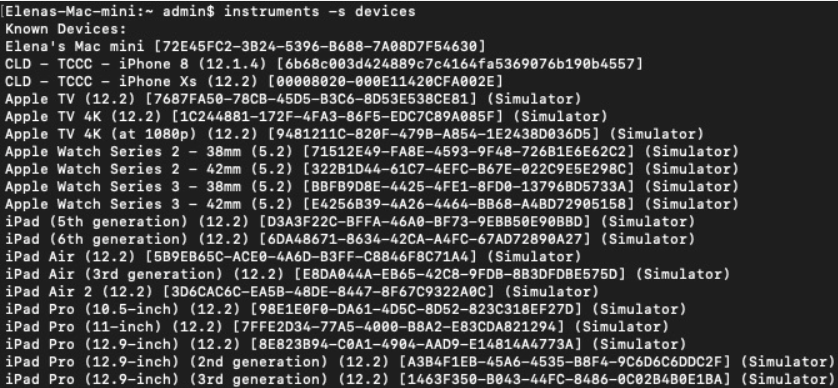 [Elenas-Mac-mini:~ admin$ instruments -s devices
Known Devices:
Elena's Mac mini [72E45FC2-3B24-5396-B688-7A08D7F54630]
CLD - TCCC - iPhone 8 (12.1.4) [6b68c003d424889c7c4164fa5369076b190b4557]
CLD - TCCC - iPhone Xs (12.2) [00008020-000E11420CFA002E]
Apple TV (12.2) [7687FA50-78CB-45D5-B3C6-8D53E538CE81] (Simulator)
Apple TV 4K (12.2) [1C244881-172F-4FA3-86F5-EDC7C89A085F] (Simulator)
Apple TV 4K (at 1080p) (12.2) [9481211C-820F-479B-A854-1E2438D036D5] (Simulator)
Apple Watch Series 2 - 38mm (5.2) [71512E49-FA8E-4593-9F48-726B1E6E62C2] (Simulator)
Apple Watch Series 2 - 42mm (5.2) [322B1D44-61C7-4EFC-B67E-022C9E5E298C] (Simulator)
Apple Watch Series 3 - 38mm (5.2) [BBFB9D8E-4425-4FE1-8FD0-13796BD5733A] (Simulator)
Apple Watch Series 3 - 42mm (5.2) [E4256B39-4A26-4464-BB68-A4BD72905158] (Simulator)
iPad (5th generation) (12.2) [D3A3F22C-BFFA-46A0-BF73-9EBB50E90BBD] (Simulator)
iPad (6th generation) (12.2) [6DA48671-8634-42CA-A4FC-67AD72890A27] (Simulator)
iPad Air (12.2) [5B9EB65C-ACE0-4A6D-B3FF-C8846F8C71A4] (Simulator)
iPad Air (3rd generation) (12.2) [E8DA044A-EB65-42C8-9FDB-8B3DFDBE575D] (Simulator)
iPad Air 2 (12.2) [3D6CAC6C-EA5B-48DE-8447-8F67C9322A0C] (Simulator)
iPad Pro (10.5-inch) (12.2) [98E1E0F0-DA61-4D5C-8D52-823C318EF27D] (Simulator)
iPad Pro (11-inch) (12.2) [7FFE2D34-77A5-4000-B8A2-E83CDA821294] (Simulator)
iPad Pro (12.9-inch) (12.2) [8E823B94-C0A1-4904-AAD9-E14814A4773A] (Simulator)
iPad Pro (12.9-inch) (2nd generation) (12.2) [A3B4F1EB-45A6-4535-B8F4-9C6D6C6DDC2F] (Simulator)
iPad Pro (12.9-inch) (3rd generation) (12.2) [1463F350-B043-44FC-8486-0C02B4B0E1BA] (Simulator)